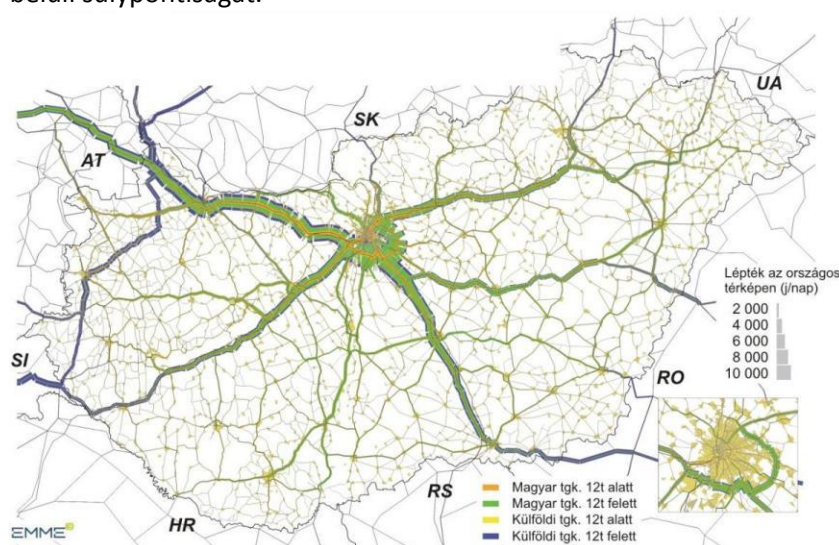 belüli súlypontiságát.
UA
SK
AT
Lépték az országos
térképen (j/nap)
2 000
4 000
6 000
8 000
10 000
SI
RO
RS
HR
Magyar tgk. 12t alatt
Magyar tgk. 12t felett
Külföldi tgk. 12t alatt
Külföldi tgk. 12t felett
EMME